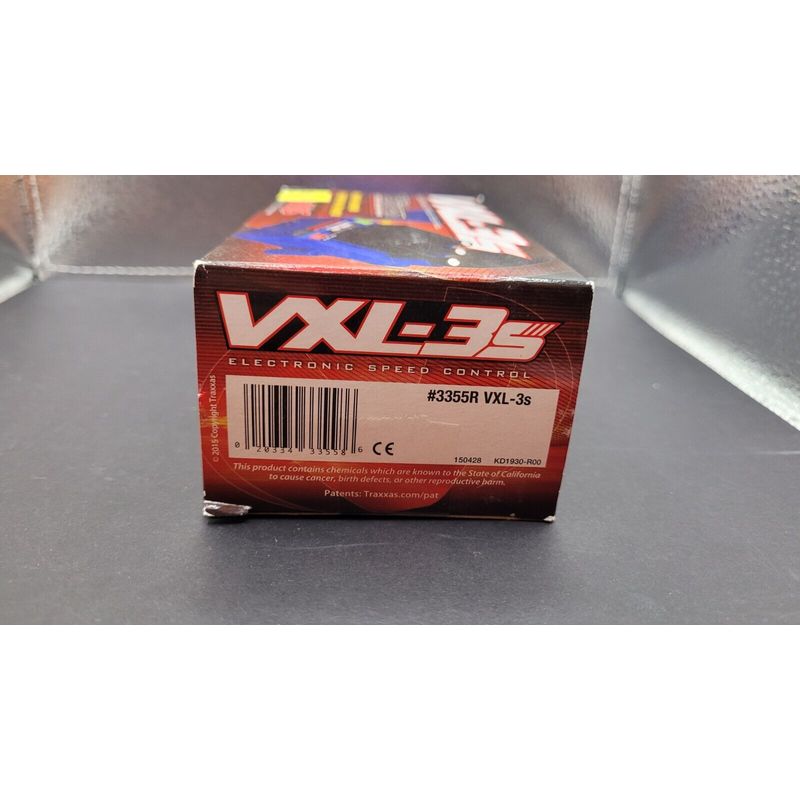 VXL-3s
VXL-3s
ELECTRONIC SPEED CONTROL
#3355R VXL-3s
0 20334 33558 6
CE
150428 KD1930-R00
© 2015 Copyright Traxxas
This product contains chemicals which are known to the State of California
to cause cancer, birth defects, or other reproductive harm.
Patents: Traxxas.com/pat